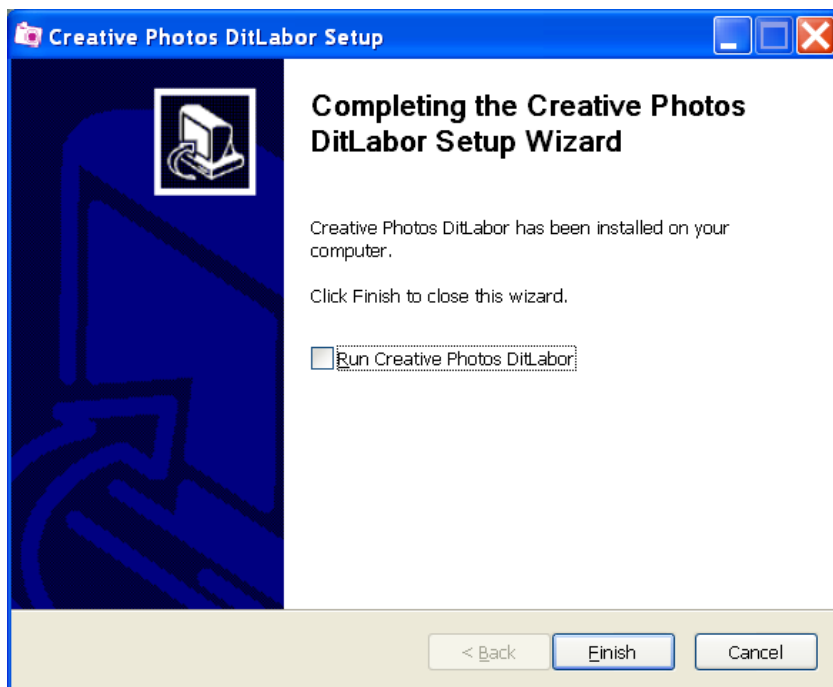 Creative Photos DitLabor Setup
Completing the Creative Photos
DitLabor Setup Wizard
Creative Photos DitLabor has been installed on your
computer.
Click Finish to close this wizard.
Run Creative Photos DitLabor
< Back
Finish
Cancel